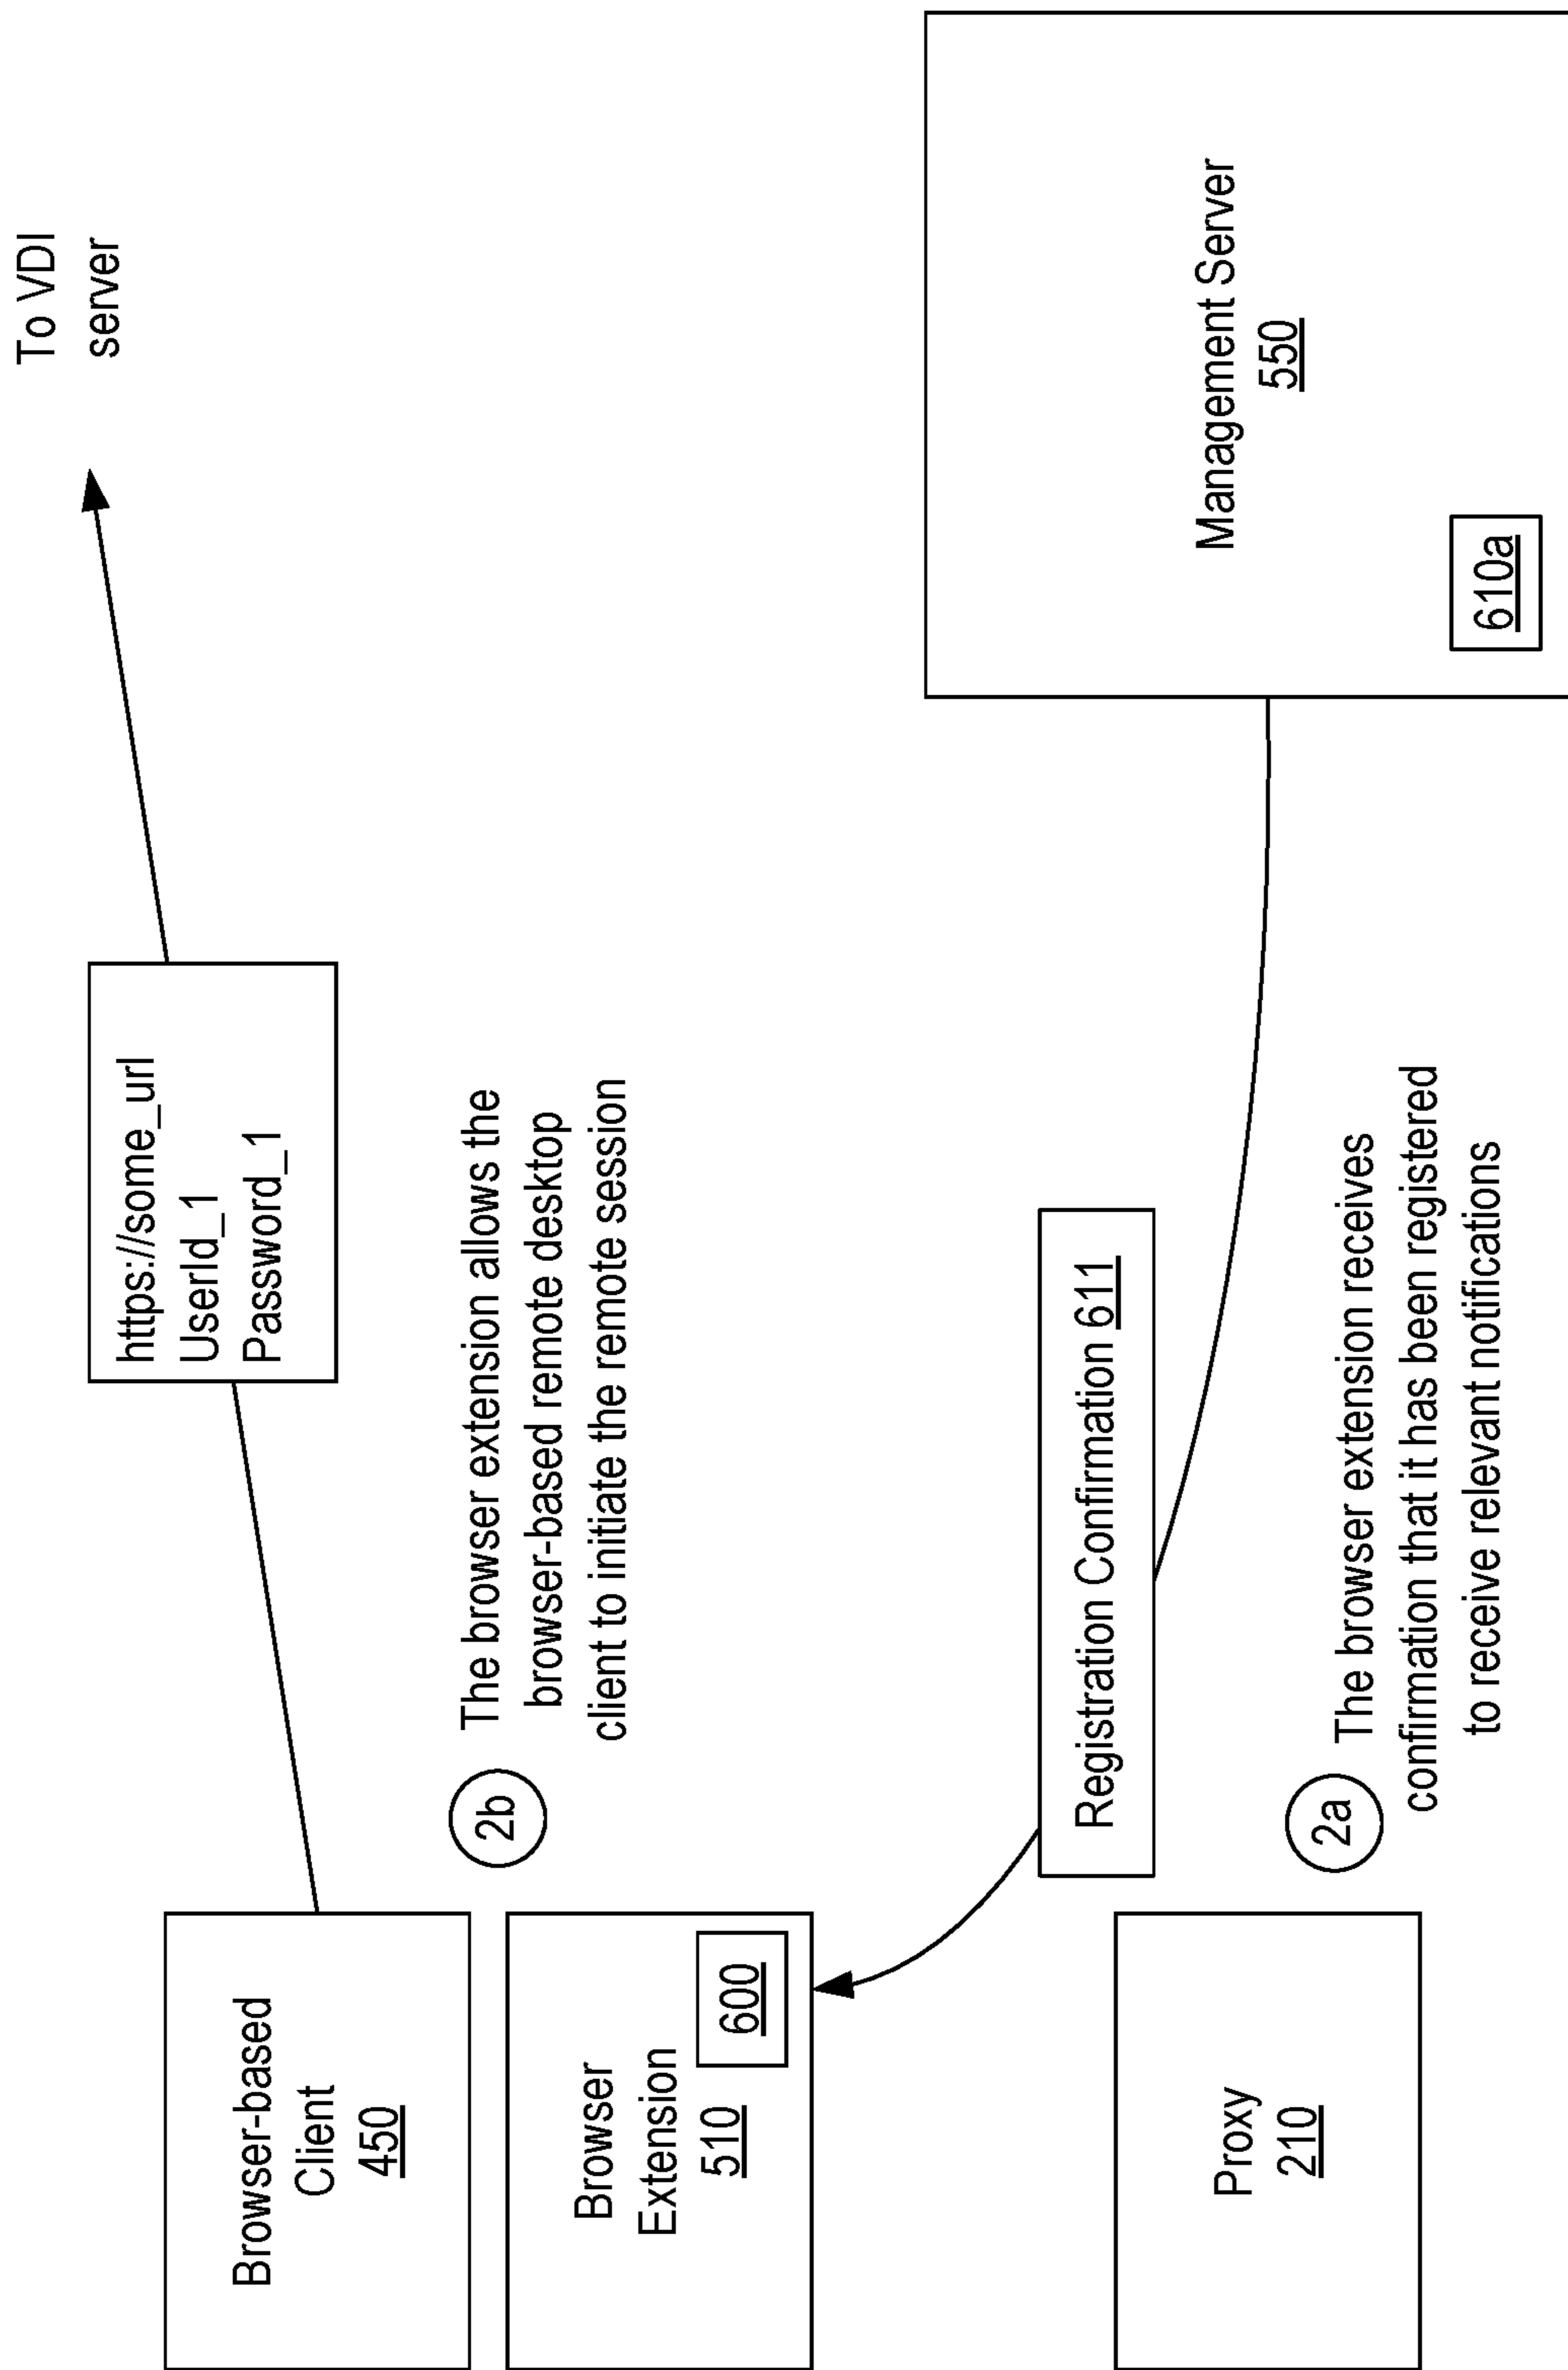 To VDI
server
https://some_url
UserId_1
Password_1
Browser-based
Client
450
2b
The browser extension allows the
browser-based remote desktop
client to initiate the remote session
Browser
Extension
510
600
Registration Confirmation 611
Management Server
550
610a
Proxy
210
2a
The browser extension receives
confirmation that it has been registered
to receive relevant notifications